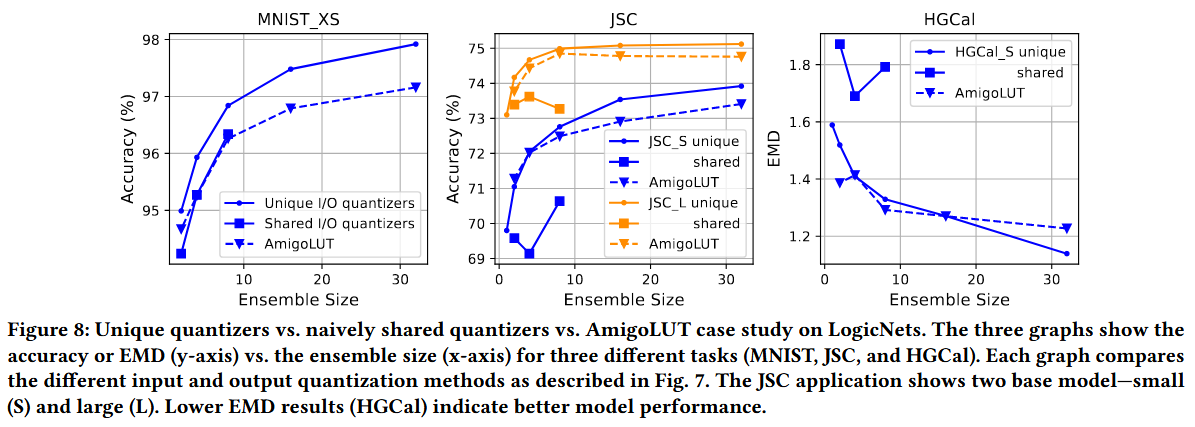 MNIST_XS
98
97
96
95
Accuracy (%)
10
20
30
Ensemble Size
Unique I/O quantizers
Shared I/O quantizers
AmigoLUT
JSC
75
74
73
72
71
70
69
Accuracy (%)
0
10
20
30
Ensemble Size
JSC_S unique
shared
AmigoLUT
JSC_L unique
shared
AmigoLUT
HGCal
1.8
1.6
1.4
1.2
EMD
0
10
20
30
Ensemble Size
HGCal_S unique
shared
AmigoLUT
Figure 8: Unique quantizers vs. naively shared quantizers vs. AmigoLUT case study on LogicNets. The three graphs show the
accuracy or EMD (y-axis) vs. the ensemble size (x-axis) for three different tasks (MNIST, JSC, and HGCal). Each graph compares
the different input and output quantization methods as described in Fig. 7. The JSC application shows two base model—small
(S) and large (L). Lower EMD results (HGCal) indicate better model performance.